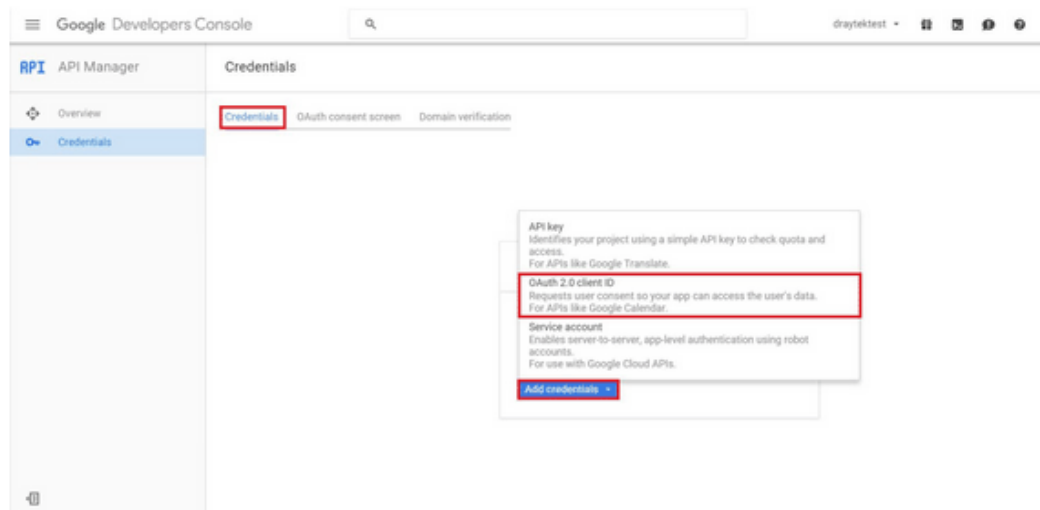 Google Developers Console
draytektest
API API Manager
Credentials
Overview
Credentials
Credentials OAuth consent screen Domain verification
API key
Identifies your project using a simple API key to check quota and
access.
For APIs like Google Translate.
OAuth 2.0 client ID
Requests user consent so your app can access the user's data.
For APIs like Google Calendar.
Service account
Enables server-to-server, app-level authentication using robot
accounts.
For use with Google Cloud APIs.
Add credentials